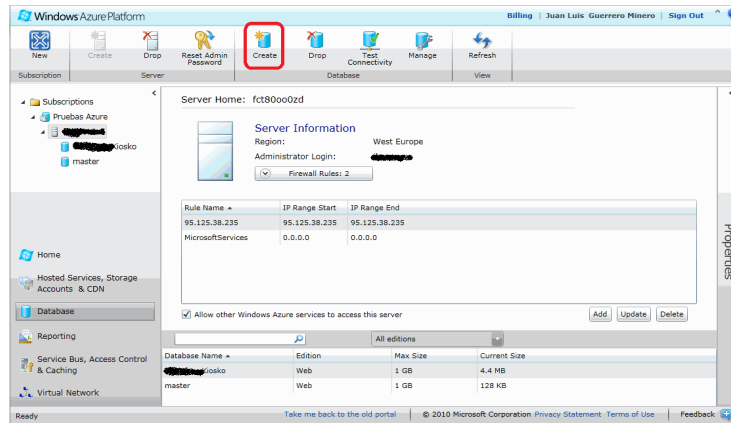 Windows Azure Platform
Billing | Juan Luis Guerrero Minero | Sign Out
New
Create
Drop
Reset Admin Password
Create
Drop
Test Connectivity
Manage
Refresh
Subscription
Server
Database
View
Subscriptions
Pruebas Azure
Kiosko
master
Home
Hosted Services, Storage
Accounts & CDN
Database
Reporting
Service Bus, Access Control
& Caching
Virtual Network
Server Home: fct80oo0zd
Server Information
Region: West Europe
Administrator Login:
Firewall Rules: 2
Rule Name IP Range Start IP Range End
95.125.38.235 95.125.38.235 95.125.38.235
MicrosoftServices 0.0.0.0 0.0.0.0
Allow other Windows Azure services to access this server
Add Update Delete
All editions
Database Name Edition Max Size Current Size
Kiosko Web 1 GB 4.4 MB
master Web 1 GB 128 KB
Properties
Ready
Take me back to the old portal | © 2010 Microsoft Corporation Privacy Statement Terms of Use | Feedback